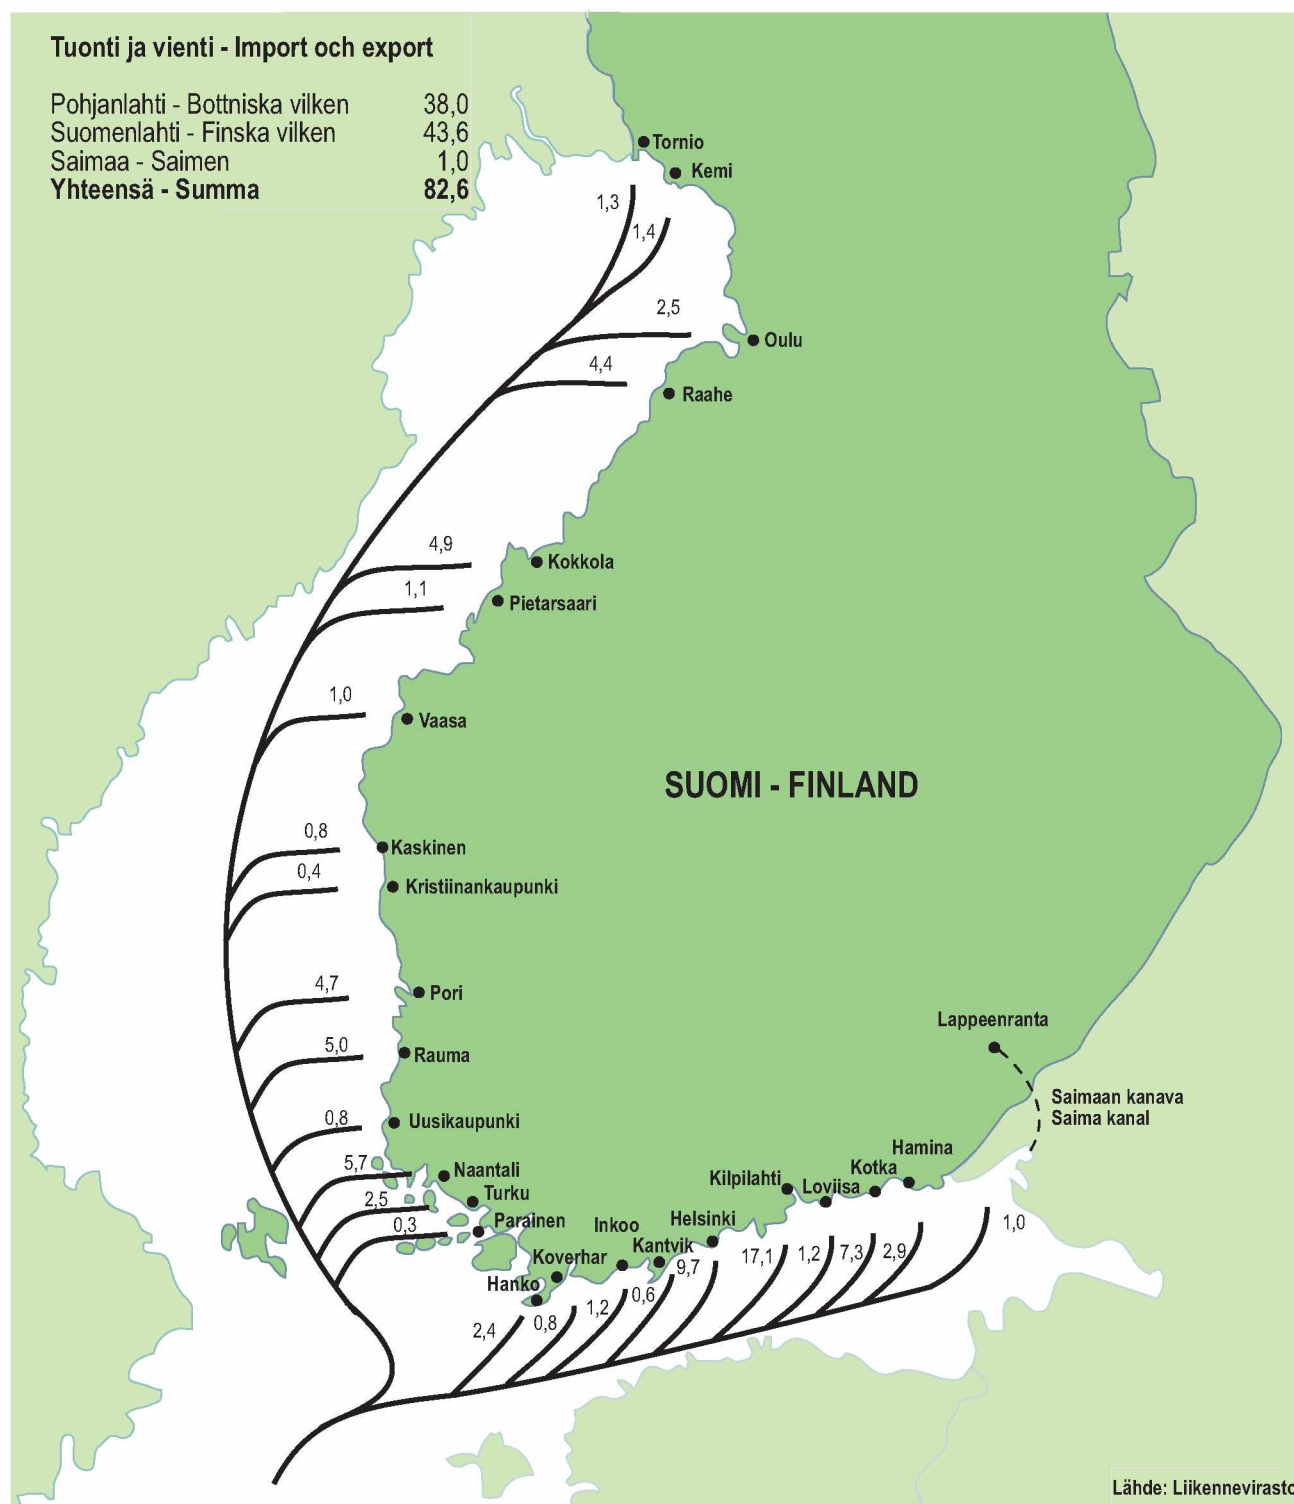 Tuonti ja vienti - Import och export
Pohjanlahti - Bottniska vilken 38,0
Suomenlahti - Finska vilken 43,6
Saimaa - Saimen 1,0
Yhteensä - Summa 82,6
Tornio
Kemi
1,3
1,4
2,5
Oulu
4,4
Raahe
4,9
Kokkola
1,1
Pietarsaari
1,0
Vaasa
SUOMI - FINLAND
0,8
Kaskinen
0,4
Kristiinankaupunki
4,7
Pori
5,0
Rauma
Lappeenranta
Saimaan kanava
Saima kanal
0,8
Uusikaupunki
5,7
Naantali
2,5
Turku
0,3
Parainen
Hanko
Koverhar
Inkoo
Kantvik
Helsinki
Kilpilahti
Loviisa
Kotka
Hamina
2,4
0,8
1,2
0,6
9,7
17,1
1,2
7,3
2,9
1,0
Lähde: Liikennevirasto